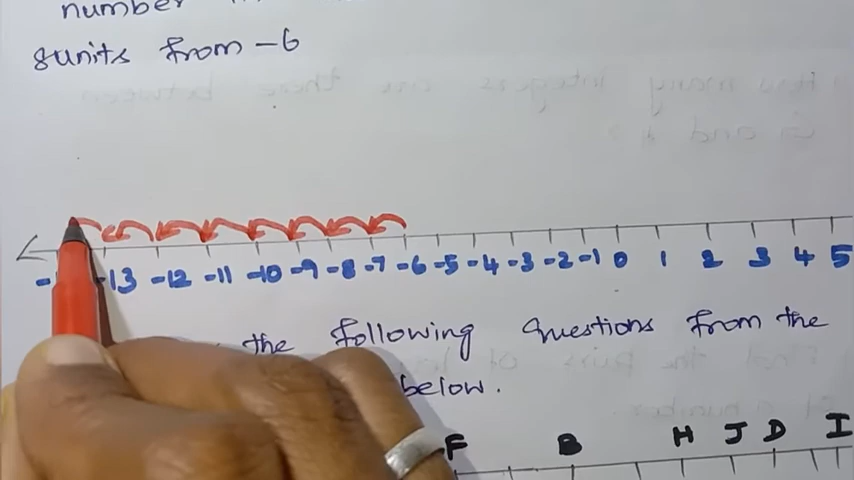 number
8units from -6
-13 -12 -11 -10 -9 -8 -7 -6 -5 -4 -3 -2 -1 0 1 2 3 4 5
the following Questions from the
below.
F B H J D I